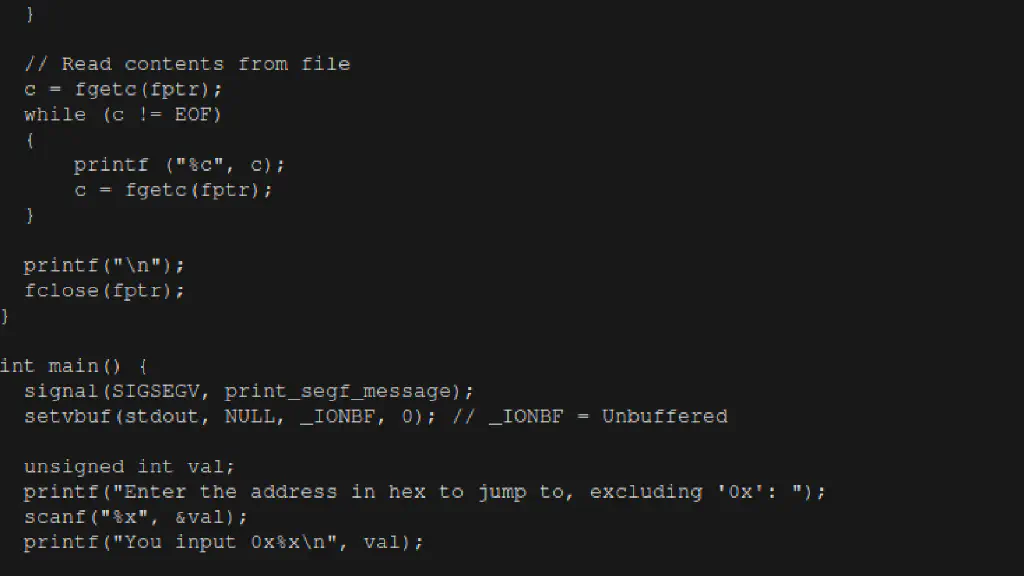 }
// Read contents from file
c = fgetc(fptr);
while (c != EOF)
{
printf ("%c", c);
c = fgetc(fptr);
}
printf("\n");
fclose(fptr);
}
int main() {
signal(SIGSEGV, print_segf_message);
setvbuf(stdout, NULL, _IONBF, 0); // _IONBF = Unbuffered
unsigned int val;
printf("Enter the address in hex to jump to, excluding '0x': ");
scanf("%x", &val);
printf("You input 0x%x\n", val);